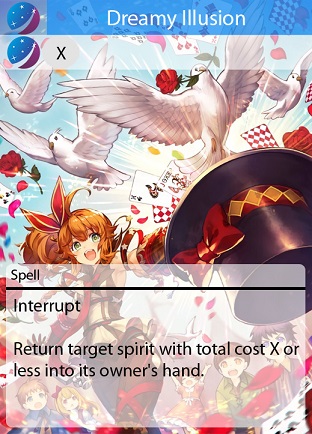 Dreamy Illusion
X
Spell
Interrupt
Return target spirit with total cost X or
less into its owner's hand.